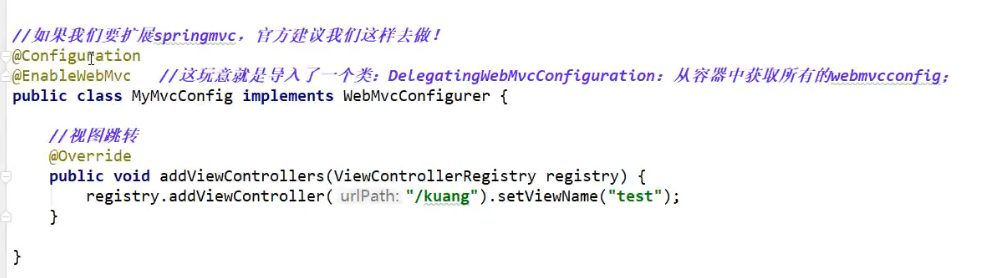 //如果我们要扩展springmvc，官方建议我们这样去做！
@Configuration
@EnableWebMvc //这玩意就是导入了一个类：DelegatingWebMvcConfiguration：从容器中获取所有的webmvcconfig；
public class MyMvcConfig implements WebMvcConfigurer {
//视图跳转
@Override
public void addViewControllers(ViewControllerRegistry registry) {
registry.addViewController( urlPath: "/kuang").setViewName("test");
}
}